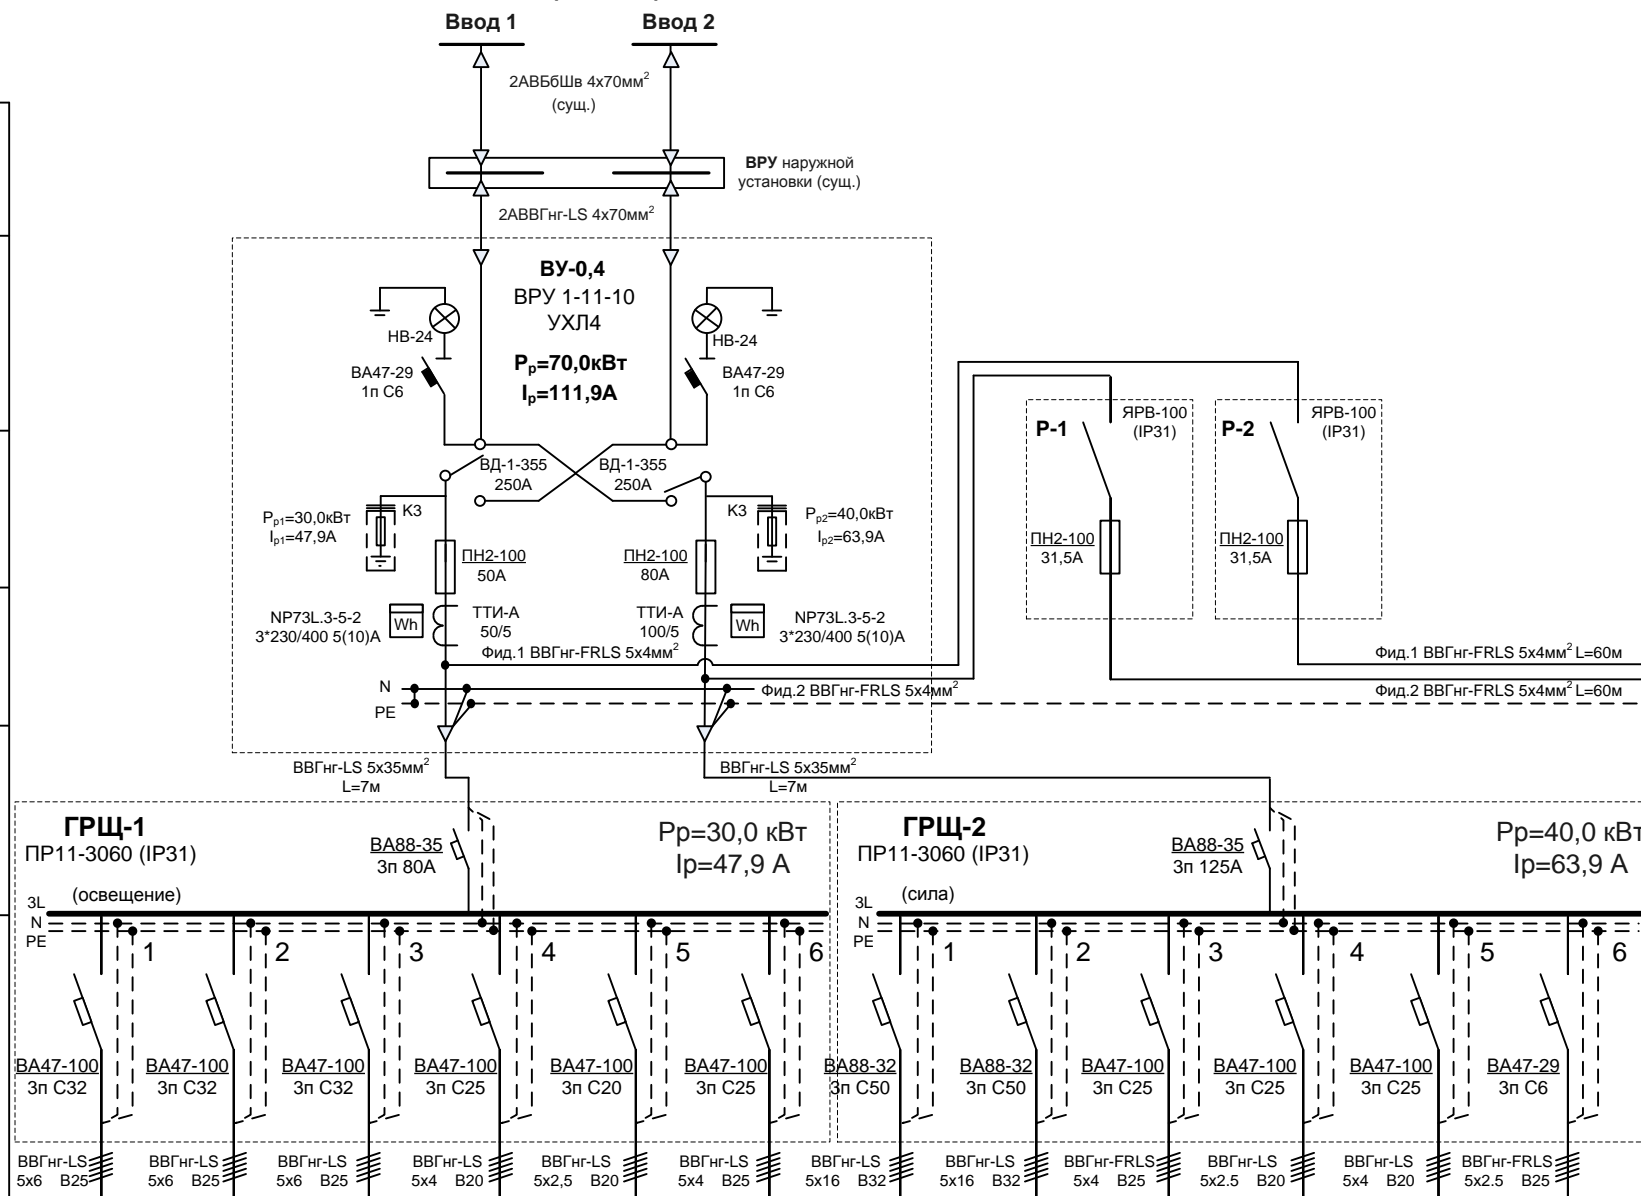 Ввод 1
Ввод 2
2АВБбШв 4х70мм²
(сущ.)
ВРУ наружной
установки (сущ.)
2АВВГнг-LS 4х70мм²
ВУ-0,4
ВРУ 1-11-10
УХЛ4
Pр=70,0кВт
Iр=111,9А
НВ-24
ВА47-29
1п С6
НВ-24
ВА47-29
1п С6
ВД-1-355
250А
ВД-1-355
250А
Pр1=30,0кВт
Iр1=47,9А
КЗ
КЗ
Pр2=40,0кВт
Iр2=63,9А
ПН2-100
50А
ПН2-100
80А
NP73L.3-5-2
3*230/400 5(10)А
Wh
ТТИ-А
50/5
ТТИ-А
100/5
Wh
NP73L.3-5-2
3*230/400 5(10)А
Фид.1 ВВГнг-FRLS 5х4мм²
N
Фид.2 ВВГнг-FRLS 5х4мм²
PE
Р-1
ЯРВ-100
(IP31)
ПН2-100
31,5А
Р-2
ЯРВ-100
(IP31)
ПН2-100
31,5А
Фид.1 ВВГнг-FRLS 5х4мм² L=60м
Фид.2 ВВГнг-FRLS 5х4мм² L=60м
ВВГнг-LS 5х35мм²
L=7м
ВВГнг-LS 5х35мм²
L=7м
ГРЩ-1
ПР11-3060 (IP31)
(освещение)
ВА88-35
3п 80А
Рр=30,0 кВт
Iр=47,9 А
3L
N
PE
1
2
3
4
5
6
ВА47-100
3п С32
ВА47-100
3п С32
ВА47-100
3п С32
ВА47-100
3п С25
ВА47-100
3п С20
ВА47-100
3п С25
ВВГнг-LS
5х6 В25
ВВГнг-LS
5х6 В25
ВВГнг-LS
5х6 В25
ВВГнг-LS
5х4 В20
ВВГнг-LS
5х2,5 В20
ВВГнг-LS
5х4 В25
ГРЩ-2
ПР11-3060 (IP31)
(сила)
ВА88-35
3п 125А
Рр=40,0 кВт
Iр=63,9 А
3L
N
PE
1
2
3
4
5
6
ВА88-32
3п С50
ВА88-32
3п С50
ВА47-100
3п С25
ВА47-100
3п С25
ВА47-100
3п С25
ВА47-29
3п С6
ВВГнг-LS
5х16 В32
ВВГнг-LS
5х16 В32
ВВГнг-FRLS
5х4 В25
ВВГнг-LS
5х2.5 В20
ВВГнг-LS
5х4 В20
ВВГнг-FRLS
5х2.5 В25